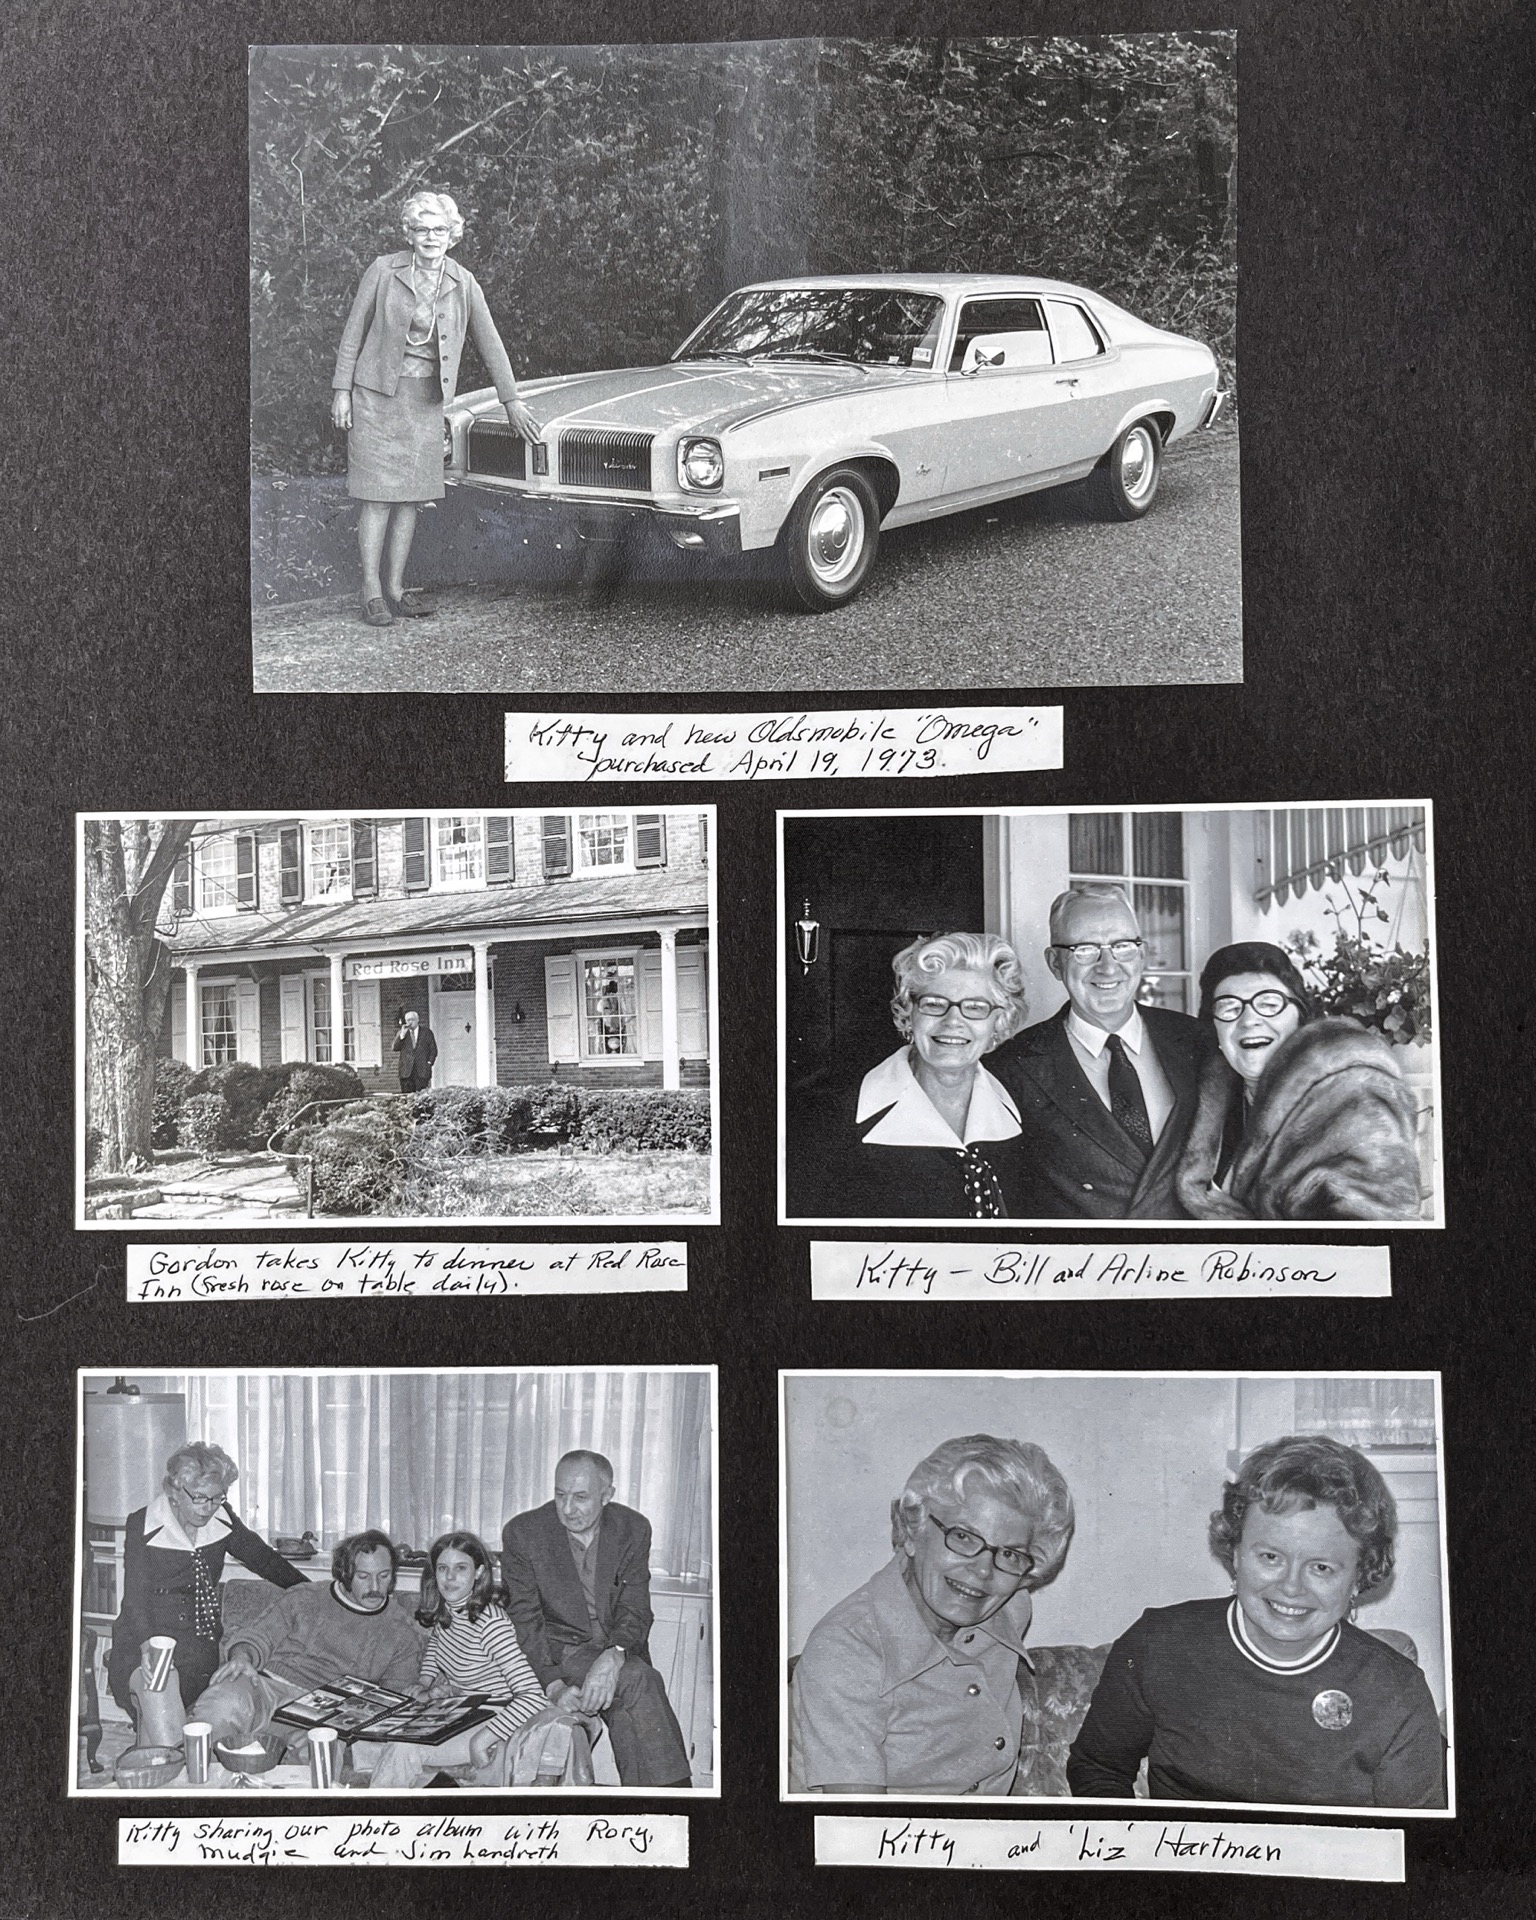 Kitty and new Oldsmobile "Omega"
purchased April 19, 1973.
Red Rose Inn
Gordon takes Kitty to dinner at Red Rose
Inn (fresh rose on table daily).
Kitty - Bill and Arline Robinson
Kitty sharing our photo album with Rory,
Mudgie and Jim Landreth
Kitty and 'Liz' Hartman